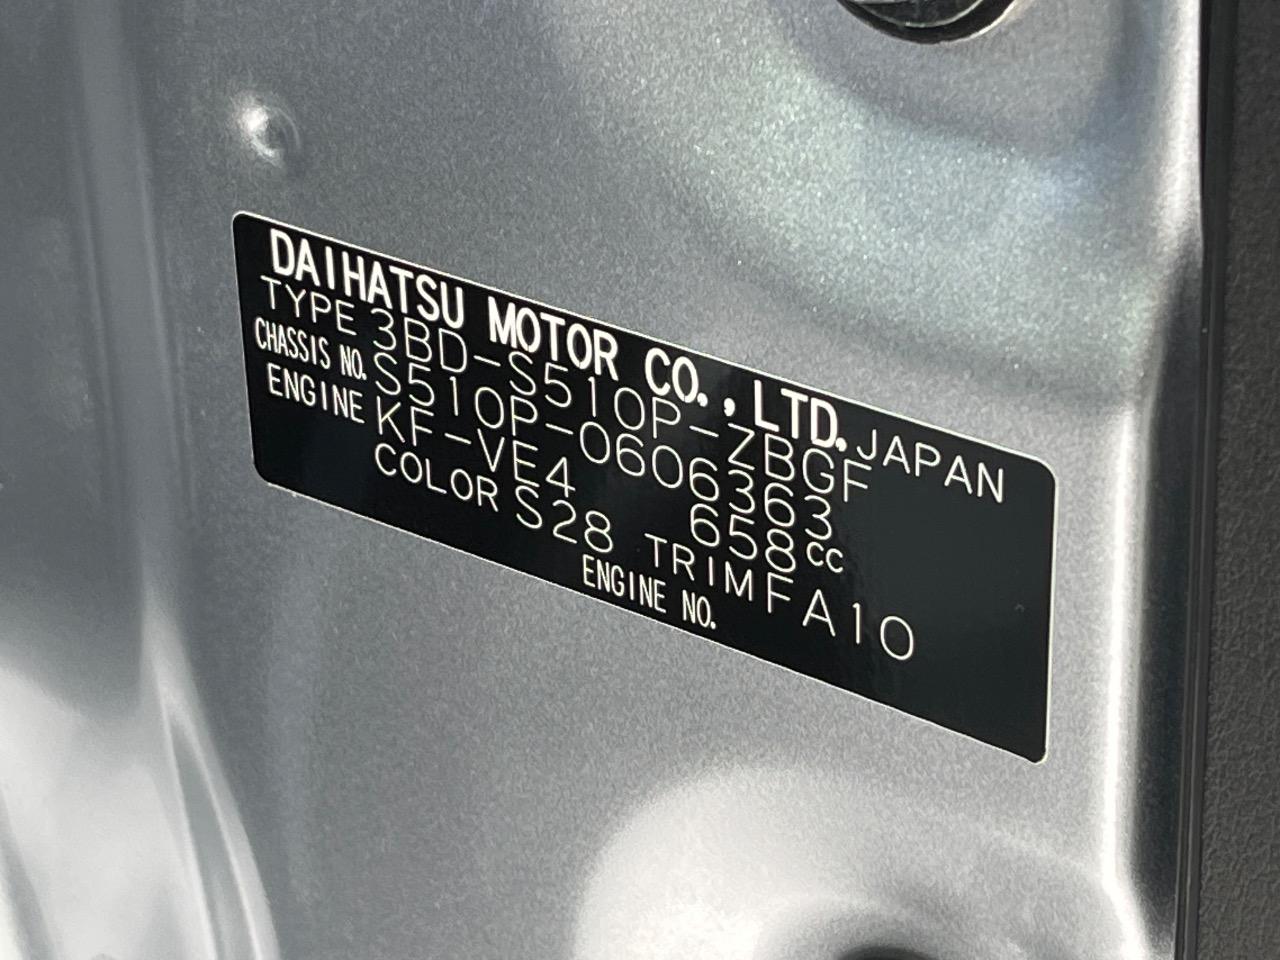 DAIHATSU MOTOR CO., LTD. JAPAN
TYPE 3BD-S510P-ZBGF
CHASSIS NO. S510P-0606363
ENGINE KF-VE4 658cc
COLOR S28 TRIM FA10
ENGINE NO.